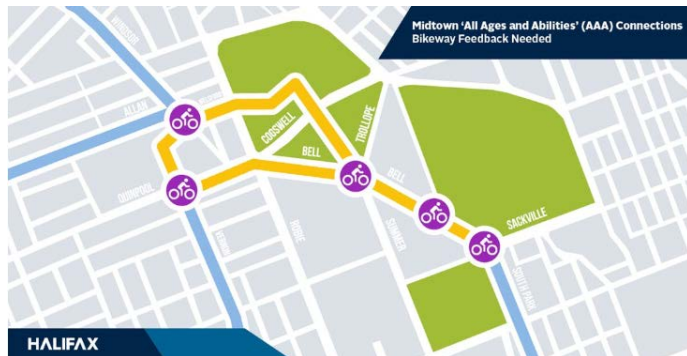 Midtown ‘All Ages and Abilities’ (AAA) Connections
Bikeway Feedback Needed
WINDSOR
ALLAN
COGSWELL
TROLLOPE
BELL
BELL
QUINPOOL
VERNON
ROBIE
SUMMER
SACKVILLE
SOUTH PARK
HALIFAX